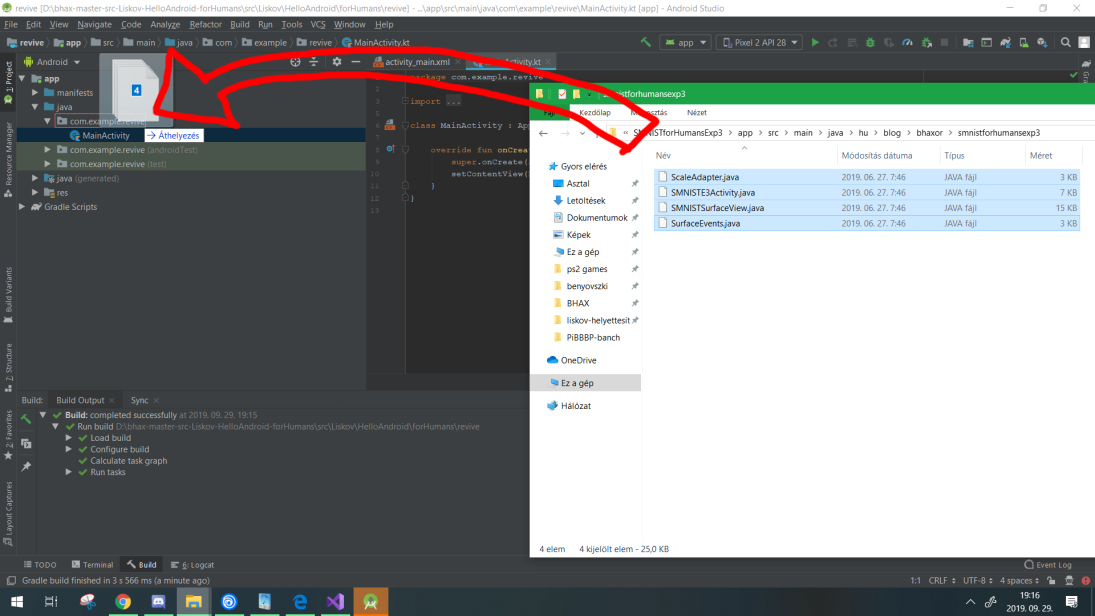 revive [D:\bhax-master-src-Liskov-HelloAndroid-forHumans\src\Liskov\HelloAndroid\forHumans\revive] - ...\app\src\main\java\com\example\revive\MainActivity.kt [app] - Android Studio
File Edit View Navigate Code Analyze Refactor Build Run Tools VCS Window Help
revive app src main java com example revive MainActivity.kt
app Pixel 2 API 28
1: Project
Resource Manager
Build Variants
7: Structure
2: Favorites
Layout Captures
Android
app
manifests
java
com.example.revive
MainActivity
Áthelyezés
com.example.revive (androidTest)
com.example.revive (test)
java (generated)
res
Gradle Scripts
4
activity_main.xml
Activity.kt
package com.example.revive
import ...
class MainActivity : App
override fun onCrea
super.onCreate(
setContentView(
}
}
smnistforhumansexp3
Fájl Kezdőlap Megosztás Nézet
« SMNISTforHumansExp3 › app › src › main › java › hu › blog › bhaxor › smnistforhumansexp3
Név Módosítás dátuma Típus Méret
ScaleAdapter.java 2019. 06. 27. 7:46 JAVA fájl 3 KB
SMNISTE3Activity.java 2019. 06. 27. 7:46 JAVA fájl 7 KB
SMNISTSurfaceView.java 2019. 06. 27. 7:46 JAVA fájl 15 KB
SurfaceEvents.java 2019. 06. 27. 7:46 JAVA fájl 3 KB
Gyors elérés
Asztal
Letöltések
Dokumentumok
Képek
Ez a gép
ps2 games
benyovszki
BHAX
liskov-helyettesit
PiBBBP-banch
OneDrive
Ez a gép
Hálózat
4 elem 4 kijelölt elem - 25,0 KB
Build: Build Output Sync
Build: completed successfully at 2019. 09. 29. 19:15
Run build D:\bhax-master-src-Liskov-HelloAndroid-forHumans\src\Liskov\HelloAndroid\forHumans\revive
Load build
Configure build
Calculate task graph
Run tasks
TODO Terminal Build 6: Logcat Event Log
Gradle build finished in 3 s 566 ms (a minute ago) 1:1 CRLF UTF-8 4 spaces
19:16
2019. 09. 29.